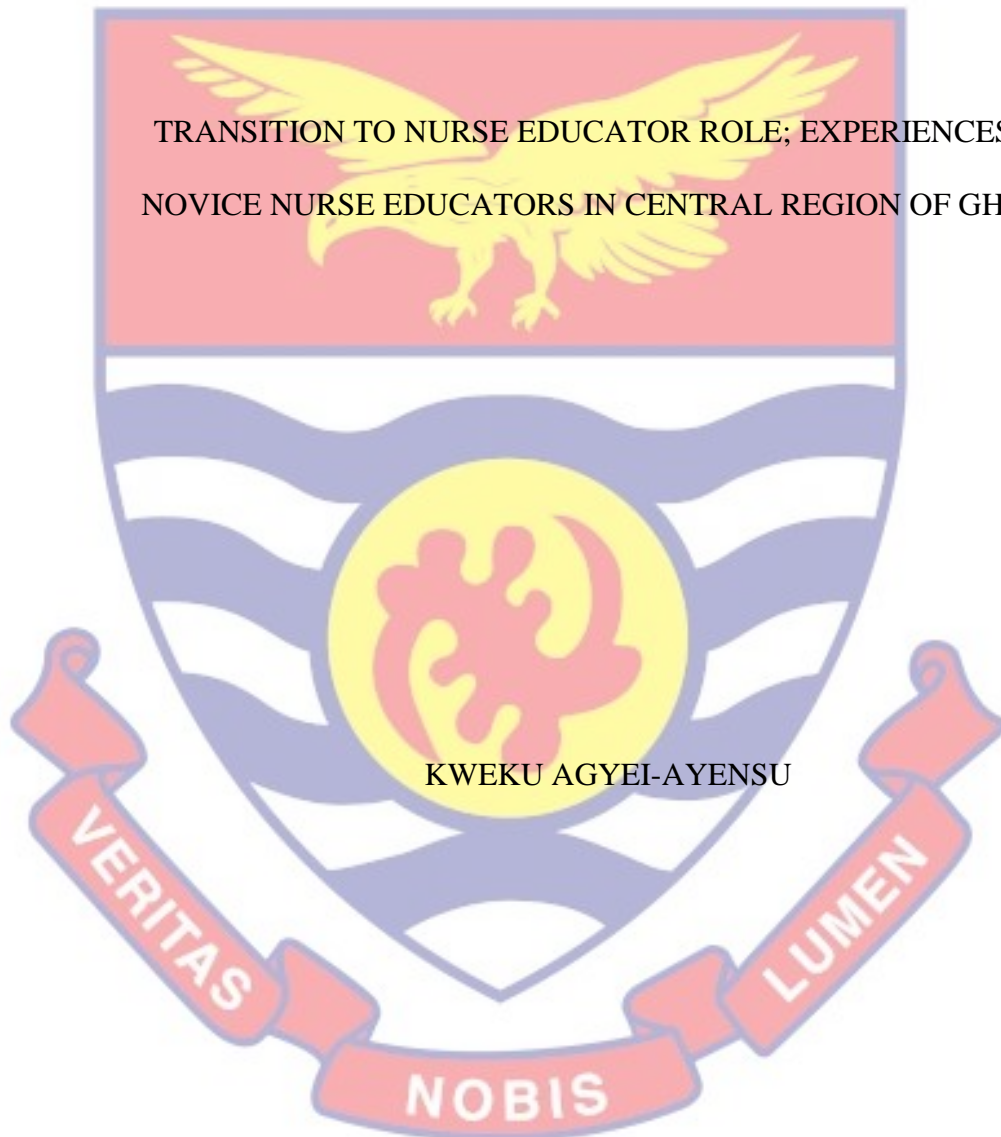 TRANSITION TO NURSE EDUCATOR ROLE; EXPERIENCES
NOVICE NURSE EDUCATORS IN CENTRAL REGION OF GH
KWEKU AGYEI-AYENSU
VERITAS
NOBIS
LUMEN